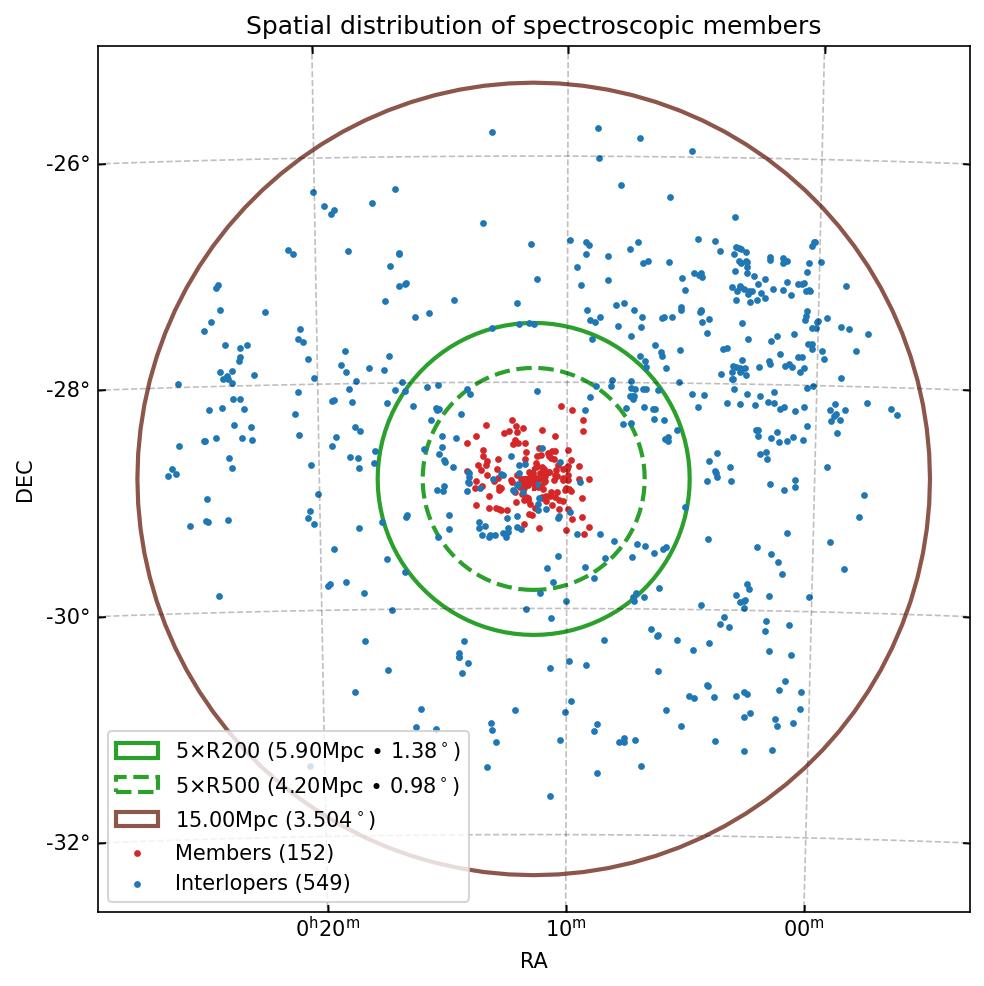 Spatial distribution of spectroscopic members
-26°
-28°
-30°
-32°
DEC
5×R200 (5.90Mpc • 1.38°)
5×R500 (4.20Mpc • 0.98°)
15.00Mpc (3.504°)
Members (152)
Interlopers (549)
0ʰ20ᵐ 10ᵐ 00ᵐ
RA